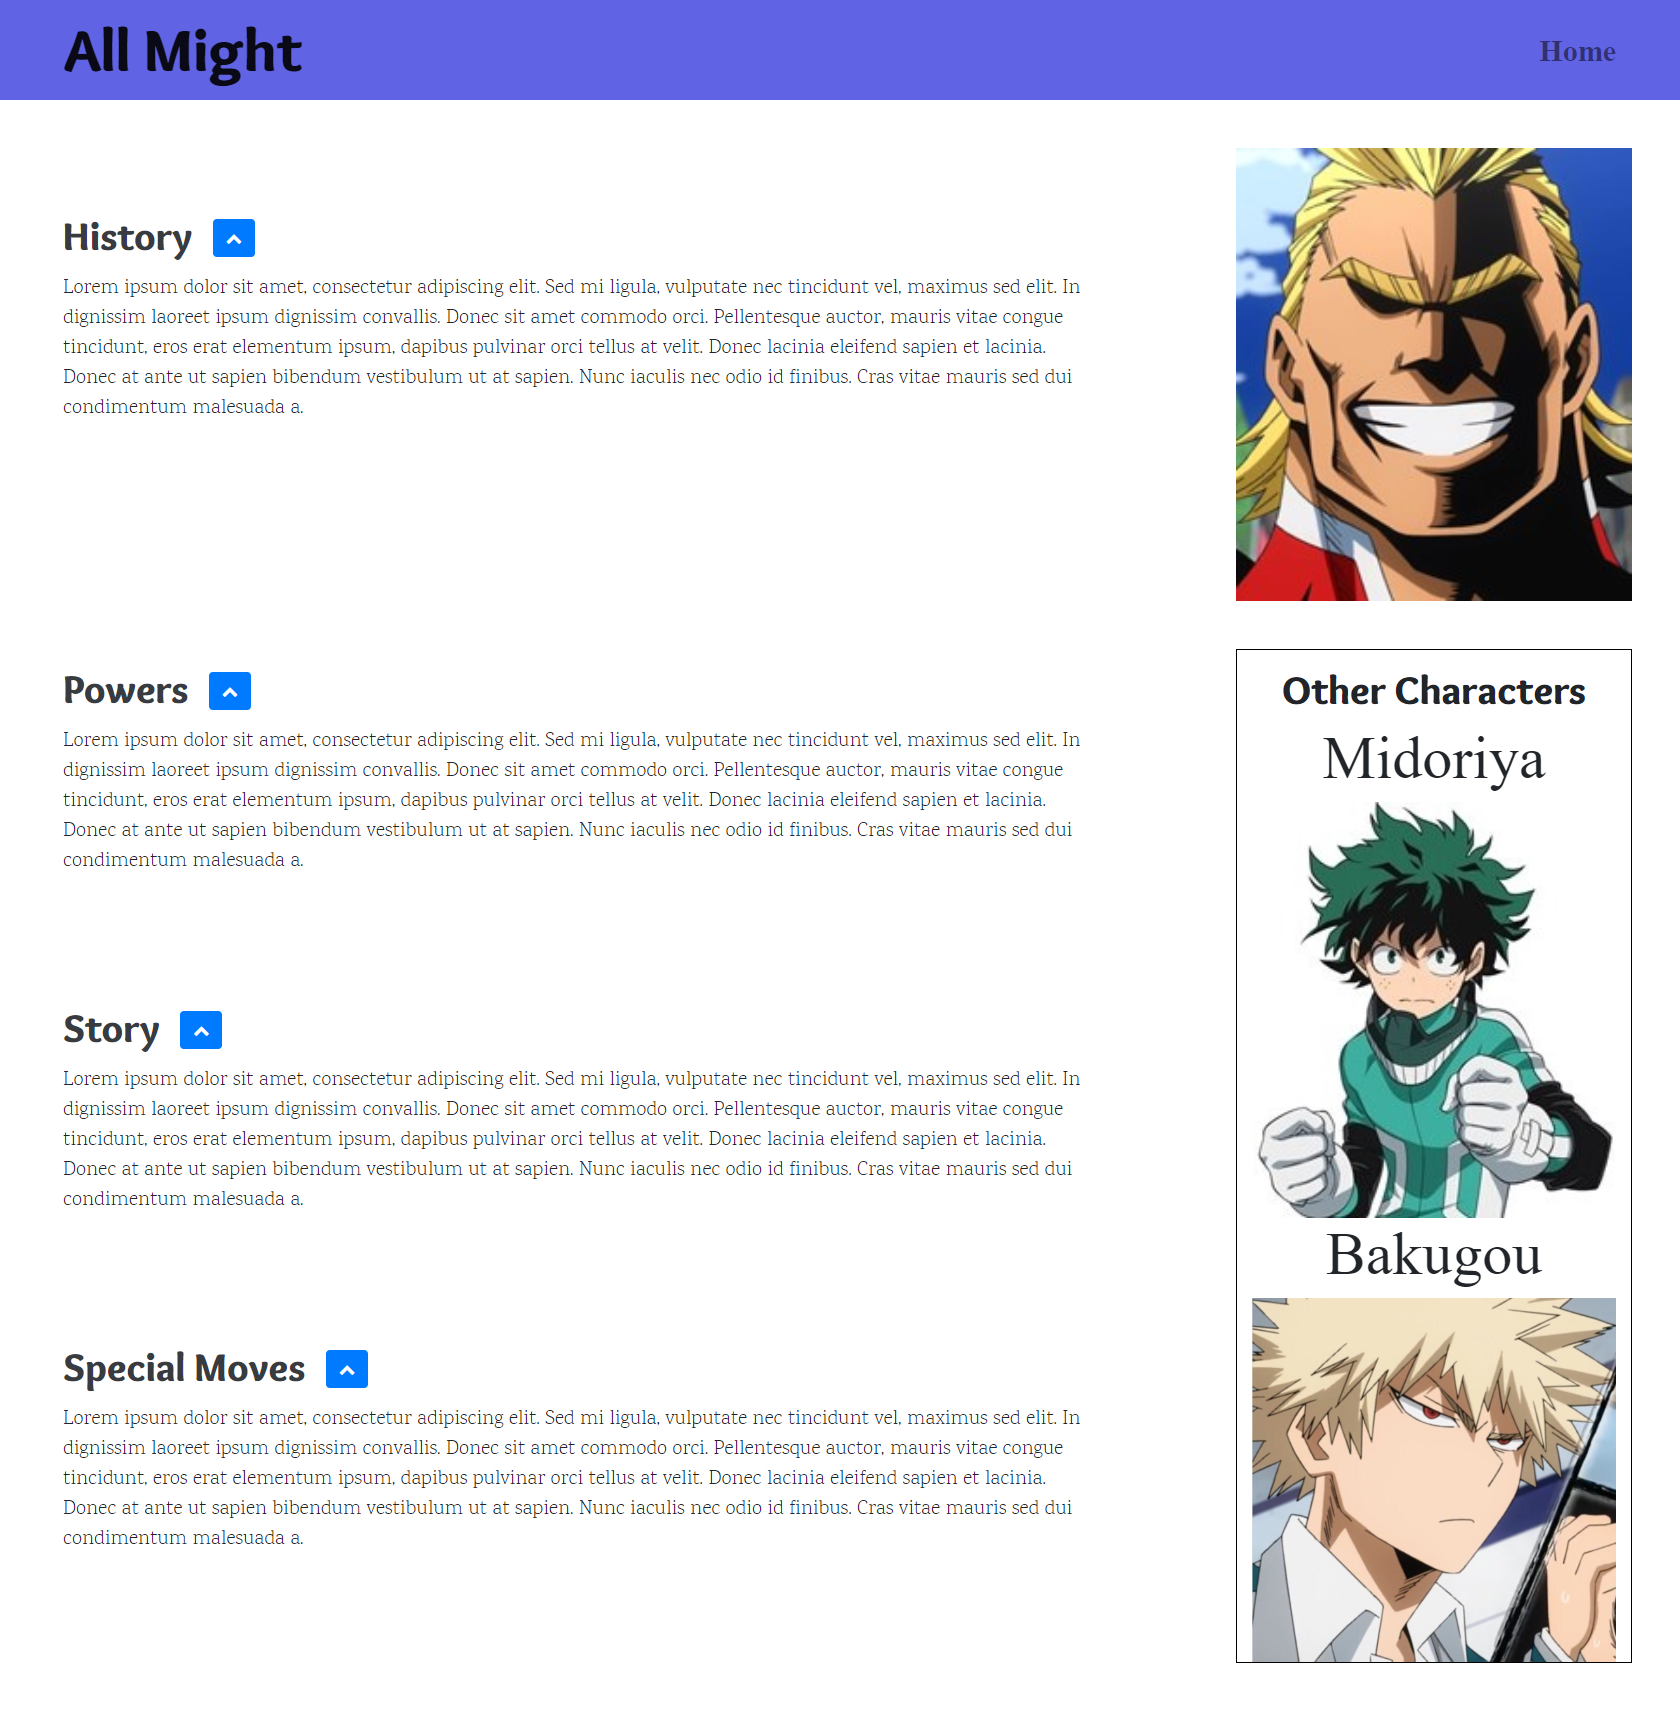 All Might
Home
History
Lorem ipsum dolor sit amet, consectetur adipiscing elit. Sed mi ligula, vulputate nec tincidunt vel, maximus sed elit. In
dignissim laoreet ipsum dignissim convallis. Donec sit amet commodo orci. Pellentesque auctor, mauris vitae congue
tincidunt, eros erat elementum ipsum, dapibus pulvinar orci tellus at velit. Donec lacinia eleifend sapien et lacinia.
Donec at ante ut sapien bibendum vestibulum ut at sapien. Nunc iaculis nec odio id finibus. Cras vitae mauris sed dui
condimentum malesuada a.
Powers
Lorem ipsum dolor sit amet, consectetur adipiscing elit. Sed mi ligula, vulputate nec tincidunt vel, maximus sed elit. In
dignissim laoreet ipsum dignissim convallis. Donec sit amet commodo orci. Pellentesque auctor, mauris vitae congue
tincidunt, eros erat elementum ipsum, dapibus pulvinar orci tellus at velit. Donec lacinia eleifend sapien et lacinia.
Donec at ante ut sapien bibendum vestibulum ut at sapien. Nunc iaculis nec odio id finibus. Cras vitae mauris sed dui
condimentum malesuada a.
Story
Lorem ipsum dolor sit amet, consectetur adipiscing elit. Sed mi ligula, vulputate nec tincidunt vel, maximus sed elit. In
dignissim laoreet ipsum dignissim convallis. Donec sit amet commodo orci. Pellentesque auctor, mauris vitae congue
tincidunt, eros erat elementum ipsum, dapibus pulvinar orci tellus at velit. Donec lacinia eleifend sapien et lacinia.
Donec at ante ut sapien bibendum vestibulum ut at sapien. Nunc iaculis nec odio id finibus. Cras vitae mauris sed dui
condimentum malesuada a.
Special Moves
Lorem ipsum dolor sit amet, consectetur adipiscing elit. Sed mi ligula, vulputate nec tincidunt vel, maximus sed elit. In
dignissim laoreet ipsum dignissim convallis. Donec sit amet commodo orci. Pellentesque auctor, mauris vitae congue
tincidunt, eros erat elementum ipsum, dapibus pulvinar orci tellus at velit. Donec lacinia eleifend sapien et lacinia.
Donec at ante ut sapien bibendum vestibulum ut at sapien. Nunc iaculis nec odio id finibus. Cras vitae mauris sed dui
condimentum malesuada a.
Other Characters
Midoriya
Bakugou